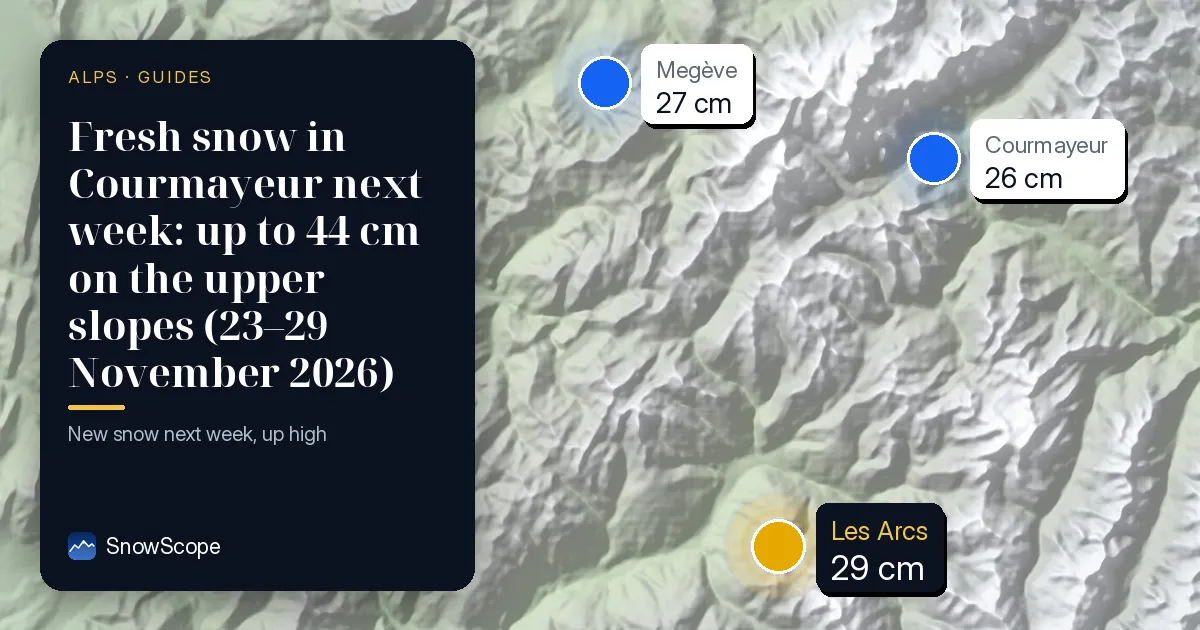 ALPS · GUIDES
Fresh snow in
Courmayeur next
week: up to 44 cm
on the upper
slopes (23–29
November 2026)
New snow next week, up high
SnowScope
Megève
27 cm
Courmayeur
26 cm
Les Arcs
29 cm